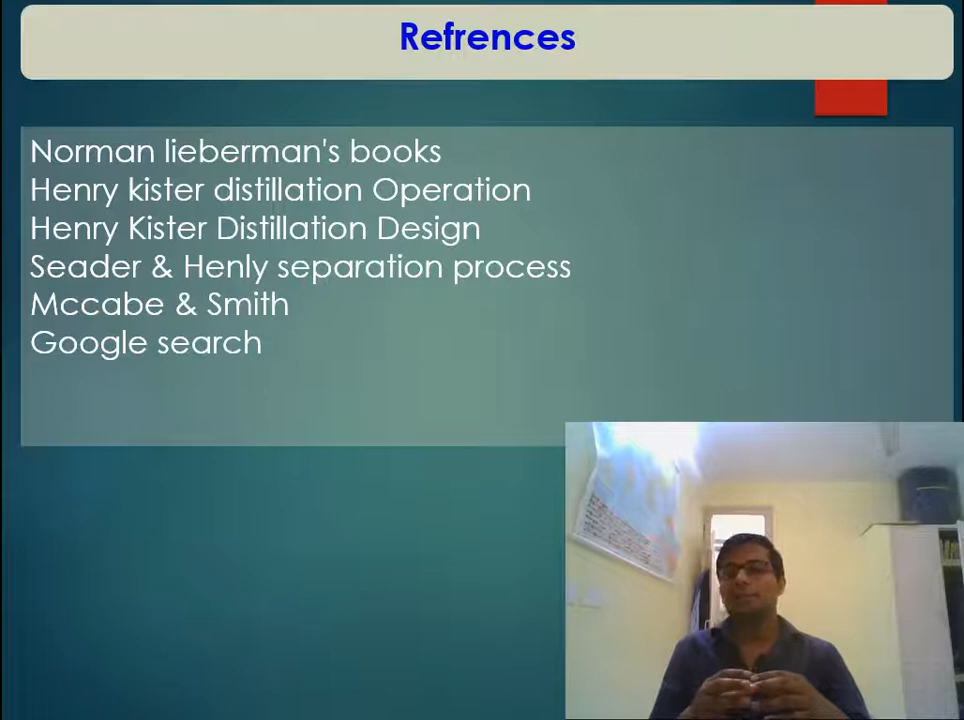 Refrences
Norman lieberman's books
Henry kister distillation Operation
Henry Kister Distillation Design
Seader & Henly separation process
Mccabe & Smith
Google search